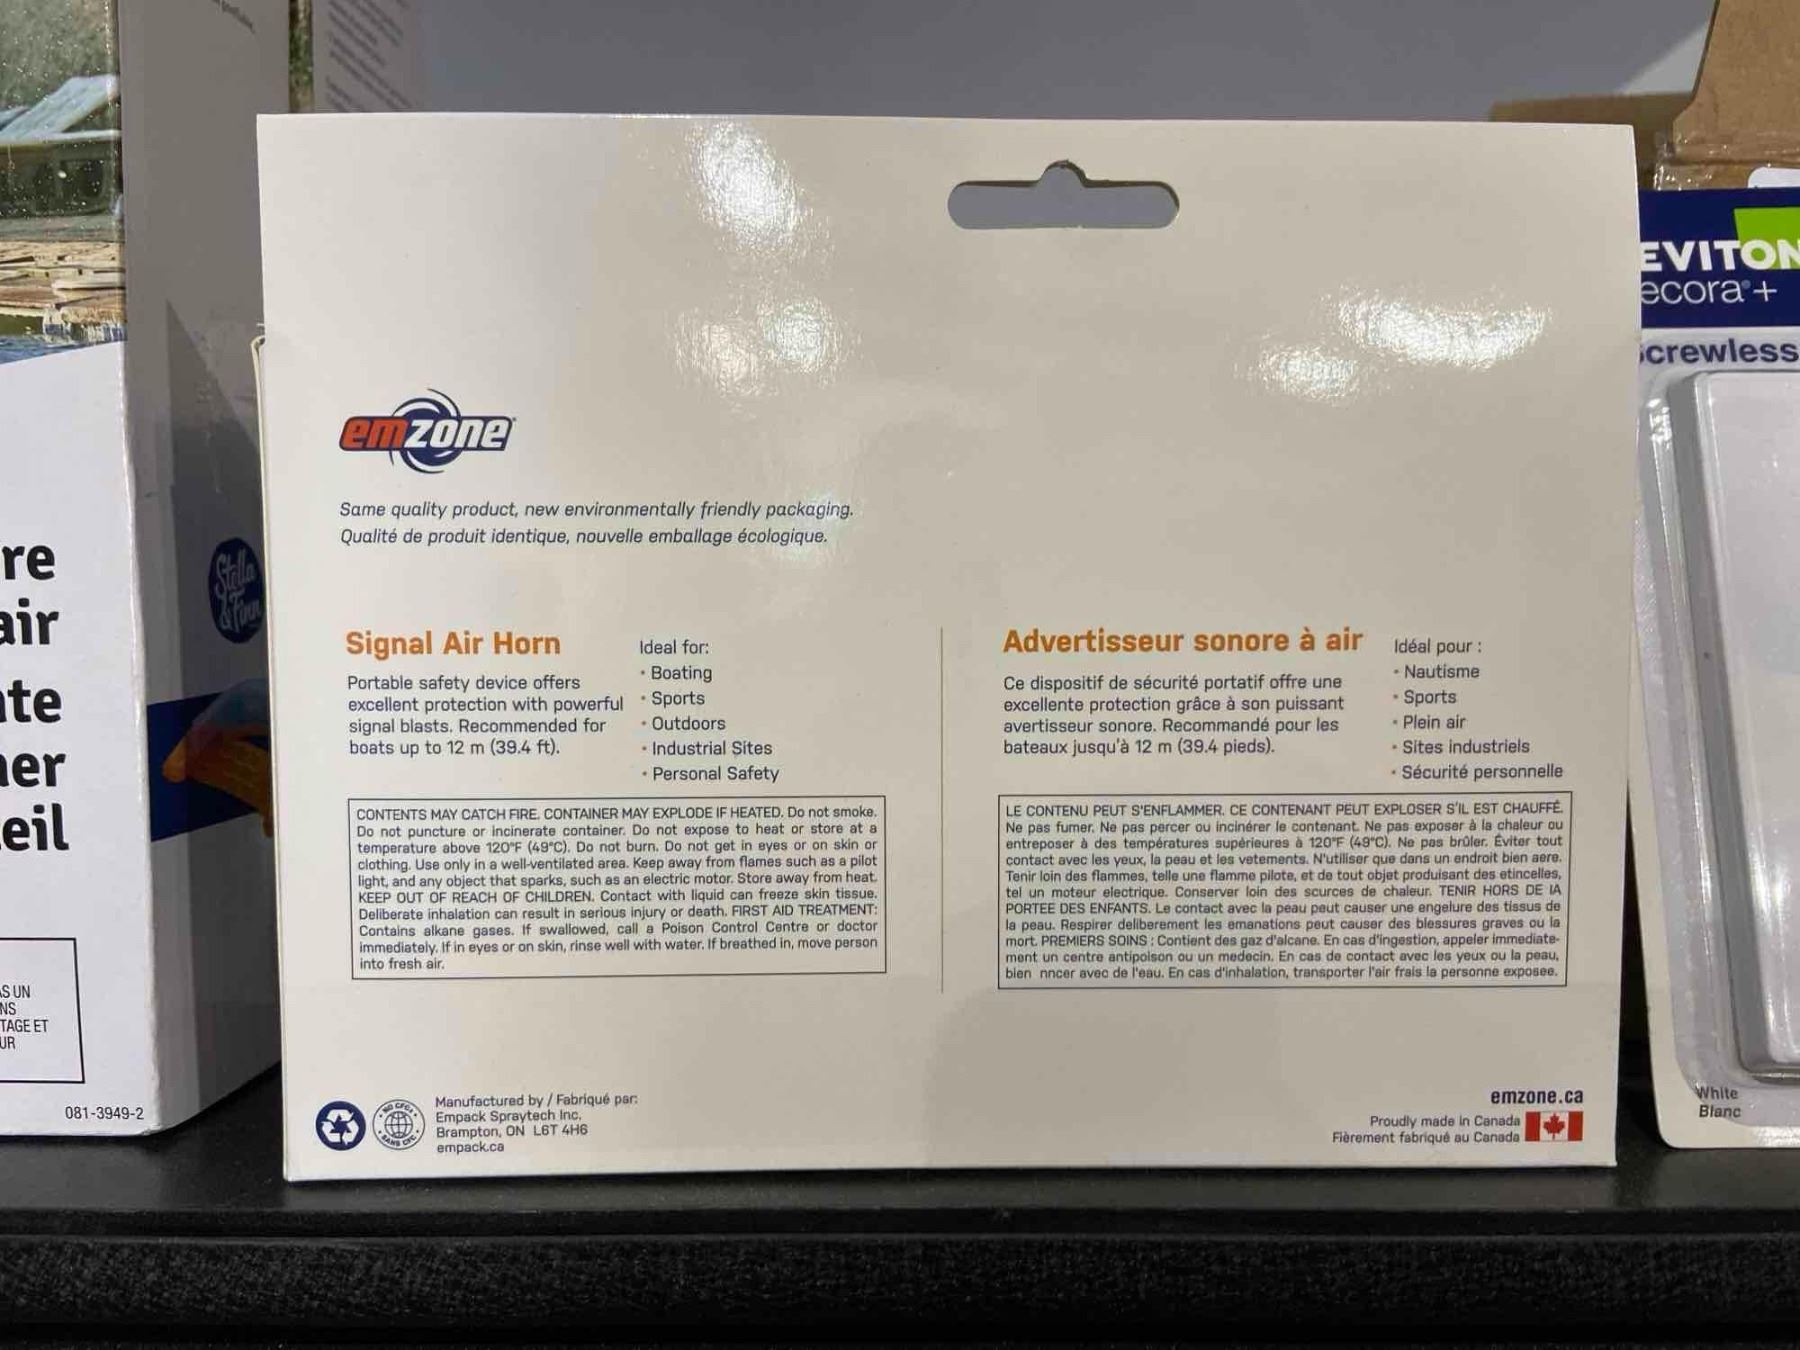 emzone
Same quality product, new environmentally friendly packaging.
Qualité de produit identique, nouvelle emballage écologique.
Signal Air Horn
Portable safety device offers
excellent protection with powerful
signal blasts. Recommended for
boats up to 12 m (39.4 ft).
Ideal for:
• Boating
• Sports
• Outdoors
• Industrial Sites
• Personal Safety
CONTENTS MAY CATCH FIRE. CONTAINER MAY EXPLODE IF HEATED. Do not smoke.
Do not puncture or incinerate container. Do not expose to heat or store at a
temperature above 120°F (49°C). Do not burn. Do not get in eyes or on skin or
clothing. Use only in a well-ventilated area. Keep away from flames such as a pilot
light, and any object that sparks, such as an electric motor. Store away from heat.
KEEP OUT OF REACH OF CHILDREN. Contact with liquid can freeze skin tissue.
Deliberate inhalation can result in serious injury or death. FIRST AID TREATMENT:
Contains alkane gases. If swallowed, call a Poison Control Centre or doctor
immediately. If in eyes or on skin, rinse well with water. If breathed in, move person
into fresh air.
Advertisseur sonore à air
Ce dispositif de sécurité portatif offre une
excellente protection grâce à son puissant
avertisseur sonore. Recommandé pour les
bateaux jusqu'à 12 m (39.4 pieds).
Idéal pour :
• Nautisme
• Sports
• Plein air
• Sites industriels
• Sécurité personnelle
LE CONTENU PEUT S'ENFLAMMER. CE CONTENANT PEUT EXPLOSER S'IL EST CHAUFFÉ.
Ne pas fumer. Ne pas percer ou incinérer le contenant. Ne pas exposer à la chaleur ou
entreposer à des températures supérieures à 120°F (49°C). Ne pas brûler. Éviter tout
contact avec les yeux, la peau et les vetements. N'utiliser que dans un endroit bien aere.
Tenir loin des flammes, telle une flamme pilote, et de tout objet produisant des etincelles,
tel un moteur electrique. Conserver loin des scurces de chaleur. TENIR HORS DE lA
PORTEE DES ENFANTS. Le contact avec la peau peut causer une engelure des tissus de
la peau. Respirer deliberement les emanations peut causer des blessures graves ou la
mort. PREMIERS SOINS : Contient des gaz d'alcane. En cas d'ingestion, appeler immediate-
ment un centre antipoison ou un medecin. En cas de contact avec les yeux ou la peau,
bien nncer avec de l'eau. En cas d'inhalation, transporter l'air frais la personne exposee.
NO CFCs
SANS CFC
Manufactured by / Fabriqué par:
Empack Spraytech Inc.
Brampton, ON L6T 4H6
empack.ca
emzone.ca
Proudly made in Canada
Fièrement fabriqué au Canada
re
air
te
er
eil
Stella
& Finn
AS UN
NS
TAGE ET
UR
081-3949-2
EVITON
ecora+
crewless
White
Blanc